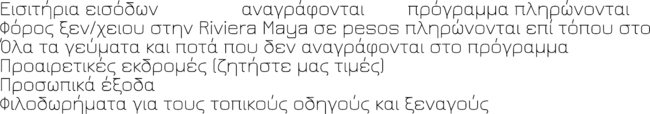 Εισιτήρια εισόδων αναγράφονται πρόγραμμα πληρώνονται
Φόρος ξεν/χειου στην Riviera Maya σε pesos πληρώνονται επί τόπου στο
Όλα τα γεύματα και ποτά που δεν αναγράφονται στο πρόγραμμα
Προαιρετικές εκδρομές (ζητήστε μας τιμές)
Προσωπικά έξοδα
Φιλοδωρήματα για τους τοπικούς οδηγούς και ξεναγούς